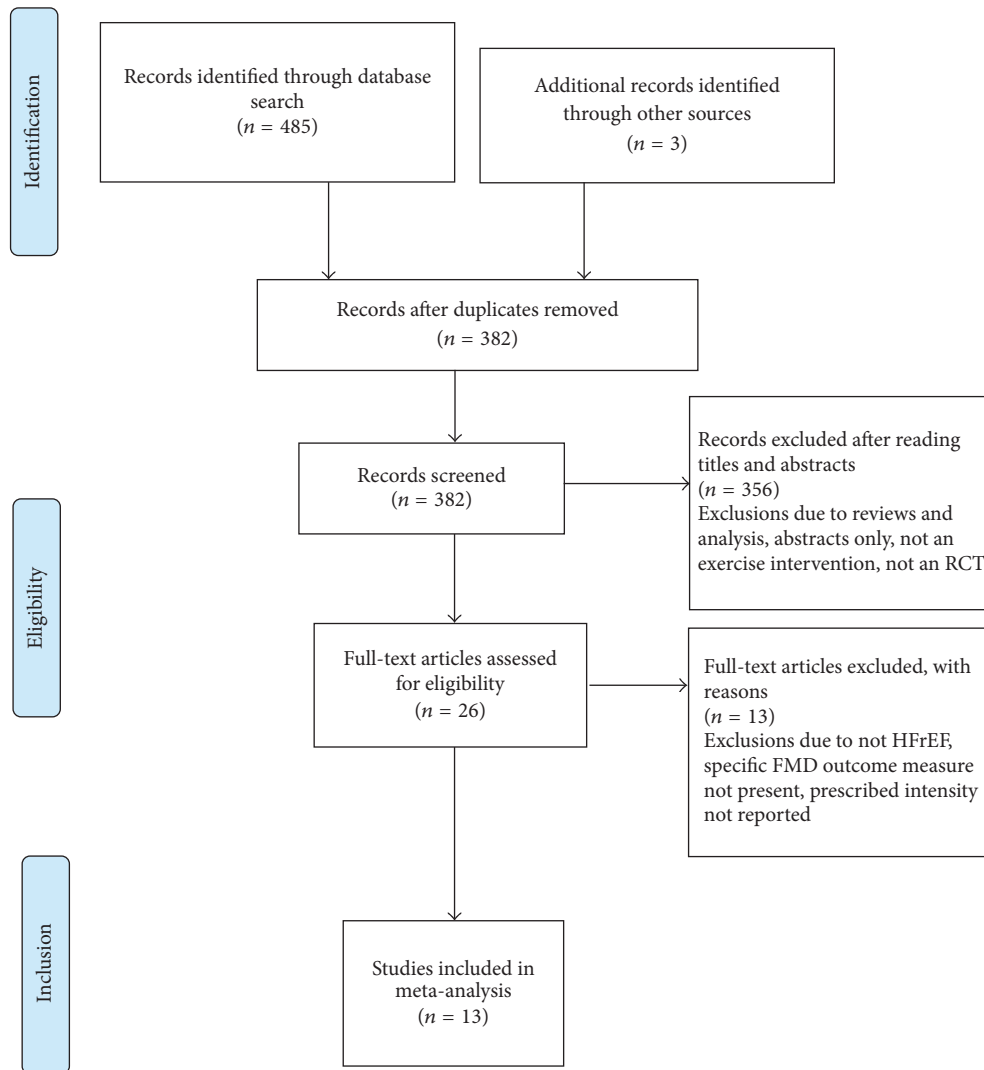 Identification
Records identified through database
search
(n = 485)
Additional records identified
through other sources
(n = 3)
Records after duplicates removed
(n = 382)
Eligibility
Records screened
(n = 382)
Records excluded after reading
titles and abstracts
(n = 356)
Exclusions due to reviews and
analysis, abstracts only, not an
exercise intervention, not an RCT
Full-text articles assessed
for eligibility
(n = 26)
Full-text articles excluded, with
reasons
(n = 13)
Exclusions due to not HFrEF,
specific FMD outcome measure
not present, prescribed intensity
not reported
Inclusion
Studies included in
meta-analysis
(n = 13)